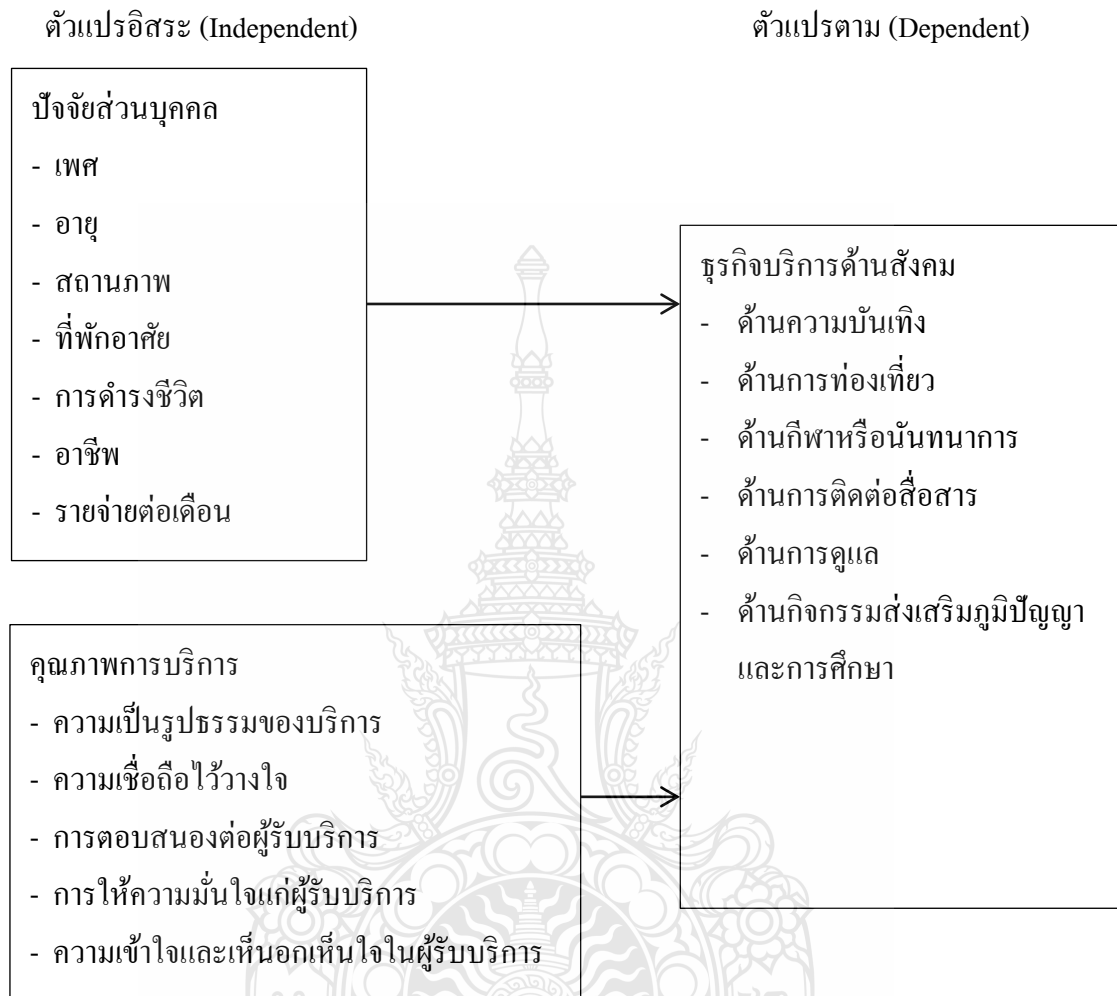 ตัวแปรอิสระ (Independent)
ตัวแปรตาม (Dependent)
ปัจจัยส่วนบุคคล
- เพศ
- อายุ
- สถานภาพ
- ที่พักอาศัย
- การดำรงชีวิต
- อาชีพ
- รายจ่ายต่อเดือน
คุณภาพการบริการ
- ความเป็นรูปธรรมของบริการ
- ความเชื่อถือไว้วางใจ
- การตอบสนองต่อผู้รับบริการ
- การให้ความมั่นใจแก่ผู้รับบริการ
- ความเข้าใจและเห็นอกเห็นใจในผู้รับบริการ
ธุรกิจบริการด้านสังคม
- ด้านความบันเทิง
- ด้านการท่องเที่ยว
- ด้านกีฬาหรือนันทนาการ
- ด้านการติดต่อสื่อสาร
- ด้านการดูแล
- ด้านกิจกรรมส่งเสริมภูมิปัญญา
และการศึกษา